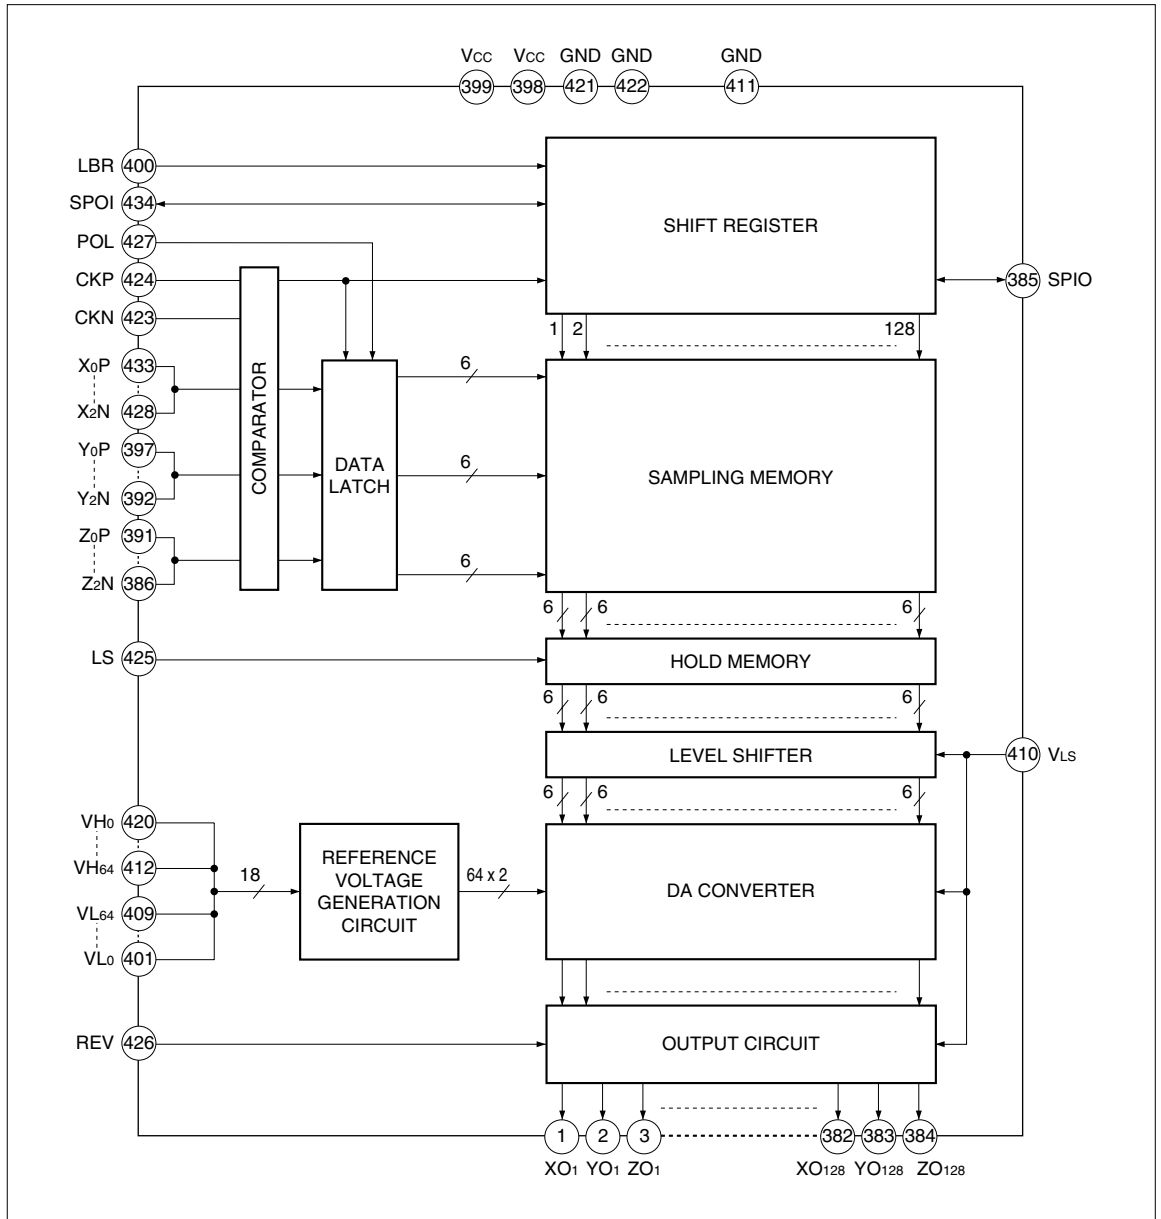 VCC VCC GND GND GND
399 398 421 422 411
LBR 400
SPOI 434
POL 427
CKP 424
CKN 423
X0P 433
X2N 428
Y0P 397
Y2N 392
Z0P 391
Z2N 386
COMPARATOR
DATA
LATCH
SHIFT REGISTER
385 SPIO
1 2 128
6
6
6
SAMPLING MEMORY
6 6 6
LS 425
HOLD MEMORY
6 6 6
LEVEL SHIFTER
410 VLS
6 6 6
VH0 420
VH64 412
VL64 409
VL0 401
18
REFERENCE
VOLTAGE
GENERATION
CIRCUIT
64 x 2
DA CONVERTER
REV 426
OUTPUT CIRCUIT
1 2 3 382 383 384
XO1 YO1 ZO1 XO128 YO128 ZO128